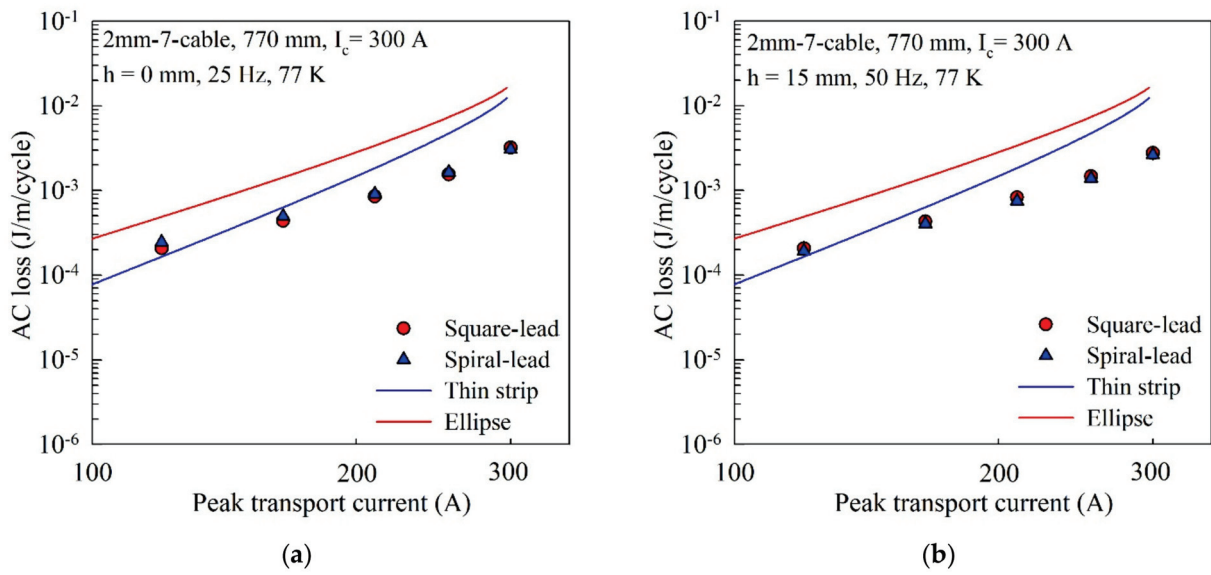 2mm-7-cable, 770 mm, I_c = 300 A
h = 0 mm, 25 Hz, 77 K
10^-1
10^-2
10^-3
10^-4
10^-5
10^-6
AC loss (J/m/cycle)
Square-lead
Spiral-lead
Thin strip
Ellipse
100
200
300
Peak transport current (A)
(a)
2mm-7-cable, 770 mm, I_c = 300 A
h = 15 mm, 50 Hz, 77 K
10^-1
10^-2
10^-3
10^-4
10^-5
10^-6
AC loss (J/m/cycle)
Square-lead
Spiral-lead
Thin strip
Ellipse
100
200
300
Peak transport current (A)
(b)